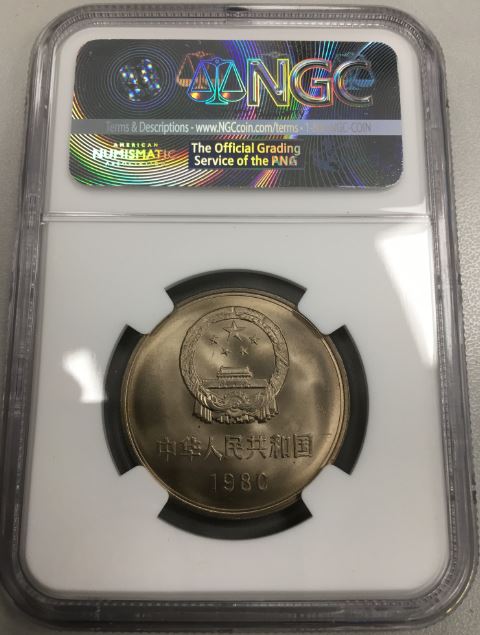 NGC
Terms & Descriptions - www.NGCcoin.com/terms
AMERICAN
NUMISMATIC
The Official Grading
Service of the PNG
中华人民共和国
1980